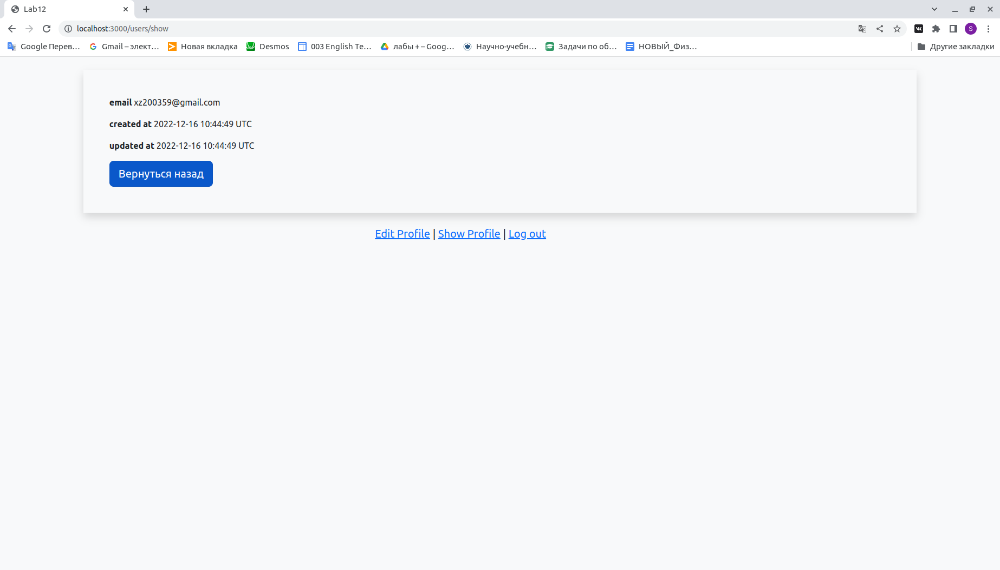 Lab12
localhost:3000/users/show
Google Перев… Gmail – элект… Новая вкладка Desmos 003 English Te… лабы + – Goog… Научно-учебн… Задачи по об… НОВЫЙ_Физ… Другие закладки
email xz200359@gmail.com
created at 2022-12-16 10:44:49 UTC
updated at 2022-12-16 10:44:49 UTC
Вернуться назад
Edit Profile | Show Profile | Log out